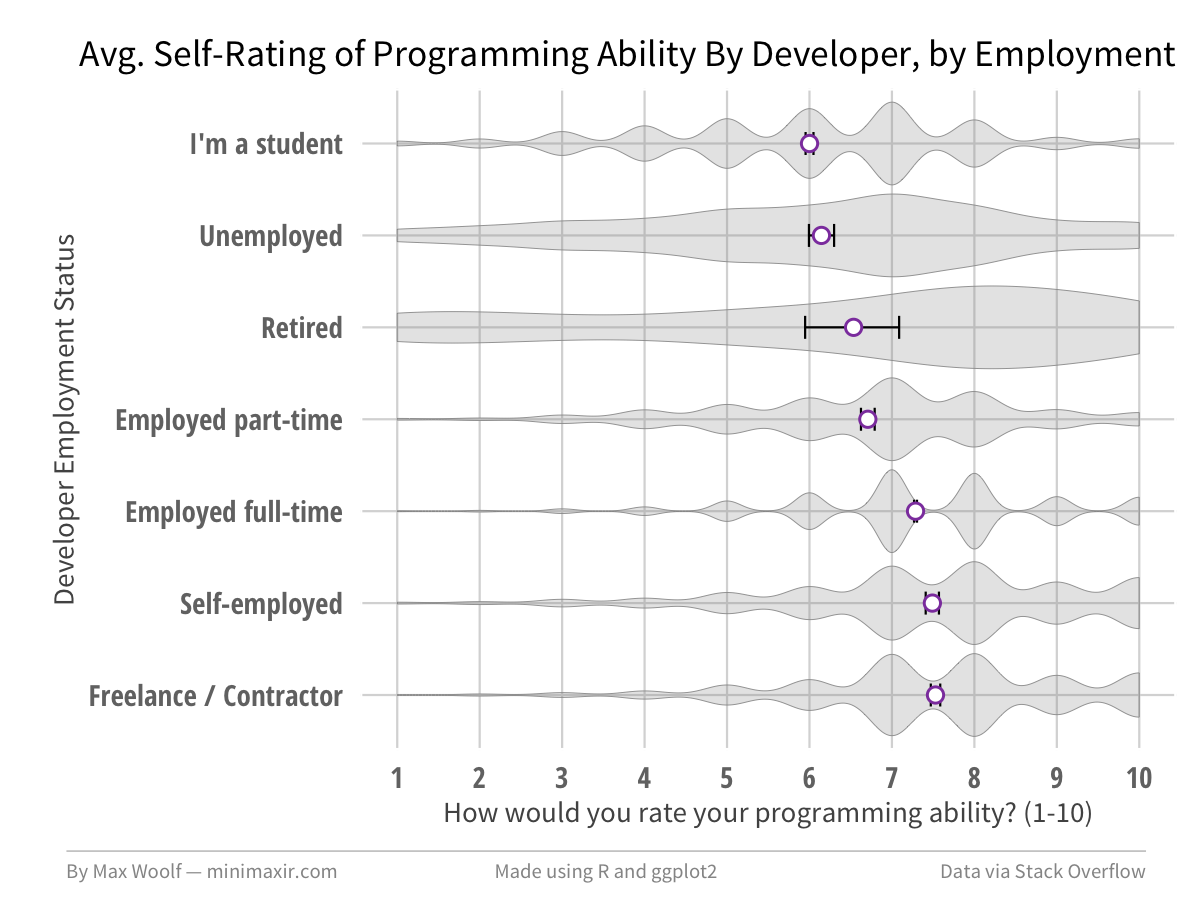 Avg. Self-Rating of Programming Ability By Developer, by Employment
Developer Employment Status
I'm a student
Unemployed
Retired
Employed part-time
Employed full-time
Self-employed
Freelance / Contractor
1 2 3 4 5 6 7 8 9 10
How would you rate your programming ability? (1-10)
By Max Woolf — minimaxir.com
Made using R and ggplot2
Data via Stack Overflow